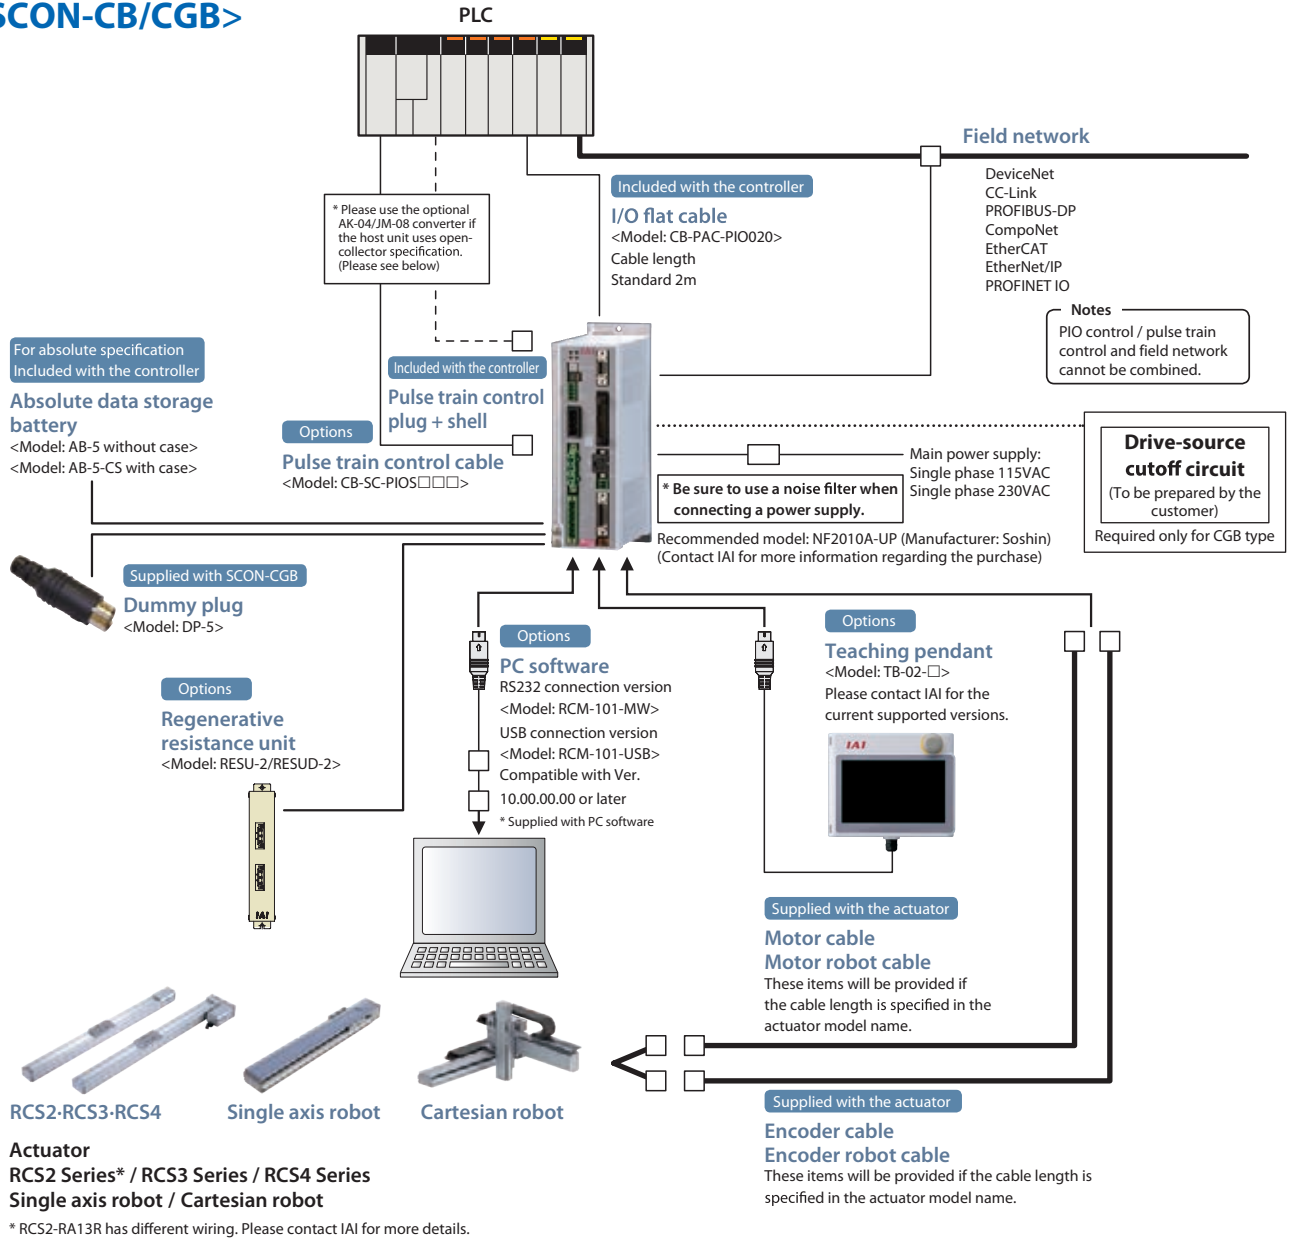 SCON-CB/CGB>
PLC
Field network
DeviceNet
CC-Link
PROFIBUS-DP
CompoNet
EtherCAT
EtherNet/IP
PROFINET IO
Notes
PIO control / pulse train
control and field network
cannot be combined.
Included with the controller
I/O flat cable
<Model: CB-PAC-PIO020>
Cable length
Standard 2m
* Please use the optional
AK-04/JM-08 converter if
the host unit uses open-
collector specification.
(Please see below)
For absolute specification
Included with the controller
Absolute data storage
battery
<Model: AB-5 without case>
<Model: AB-5-CS with case>
Included with the controller
Pulse train control
plug + shell
Options
Pulse train control cable
<Model: CB-SC-PIOS□□□>
IAI
Main power supply:
Single phase 115VAC
Single phase 230VAC
* Be sure to use a noise filter when
connecting a power supply.
Recommended model: NF2010A-UP (Manufacturer: Soshin)
(Contact IAI for more information regarding the purchase)
Drive-source
cutoff circuit
(To be prepared by the
customer)
Required only for CGB type
Supplied with SCON-CGB
Dummy plug
<Model: DP-5>
Options
Regenerative
resistance unit
<Model: RESU-2/RESUD-2>
IAI
Options
PC software
RS232 connection version
<Model: RCM-101-MW>
USB connection version
<Model: RCM-101-USB>
Compatible with Ver.
10.00.00.00 or later
* Supplied with PC software
Options
Teaching pendant
<Model: TB-02-□>
Please contact IAI for the
current supported versions.
IAI
Supplied with the actuator
Motor cable
Motor robot cable
These items will be provided if
the cable length is specified in the
actuator model name.
Supplied with the actuator
Encoder cable
Encoder robot cable
These items will be provided if the cable length is
specified in the actuator model name.
RCS2·RCS3·RCS4
Single axis robot
Cartesian robot
Actuator
RCS2 Series* / RCS3 Series / RCS4 Series
Single axis robot / Cartesian robot
* RCS2-RA13R has different wiring. Please contact IAI for more details.